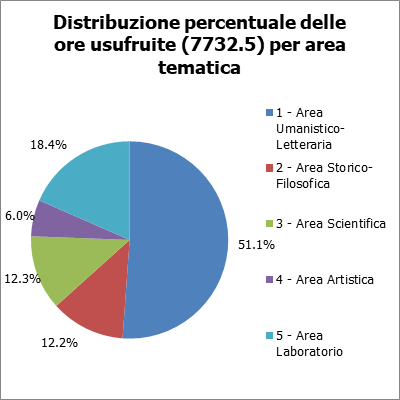 Distribuzione percentuale delle
ore usufruite (7732.5) per area
tematica
18.4%
6.0%
12.3%
12.2%
51.1%
1 - Area
Umanistico-
Letteraria
2 - Area Storico-
Filosofica
3 - Area Scientifica
4 - Area Artistica
5 - Area
Laboratorio